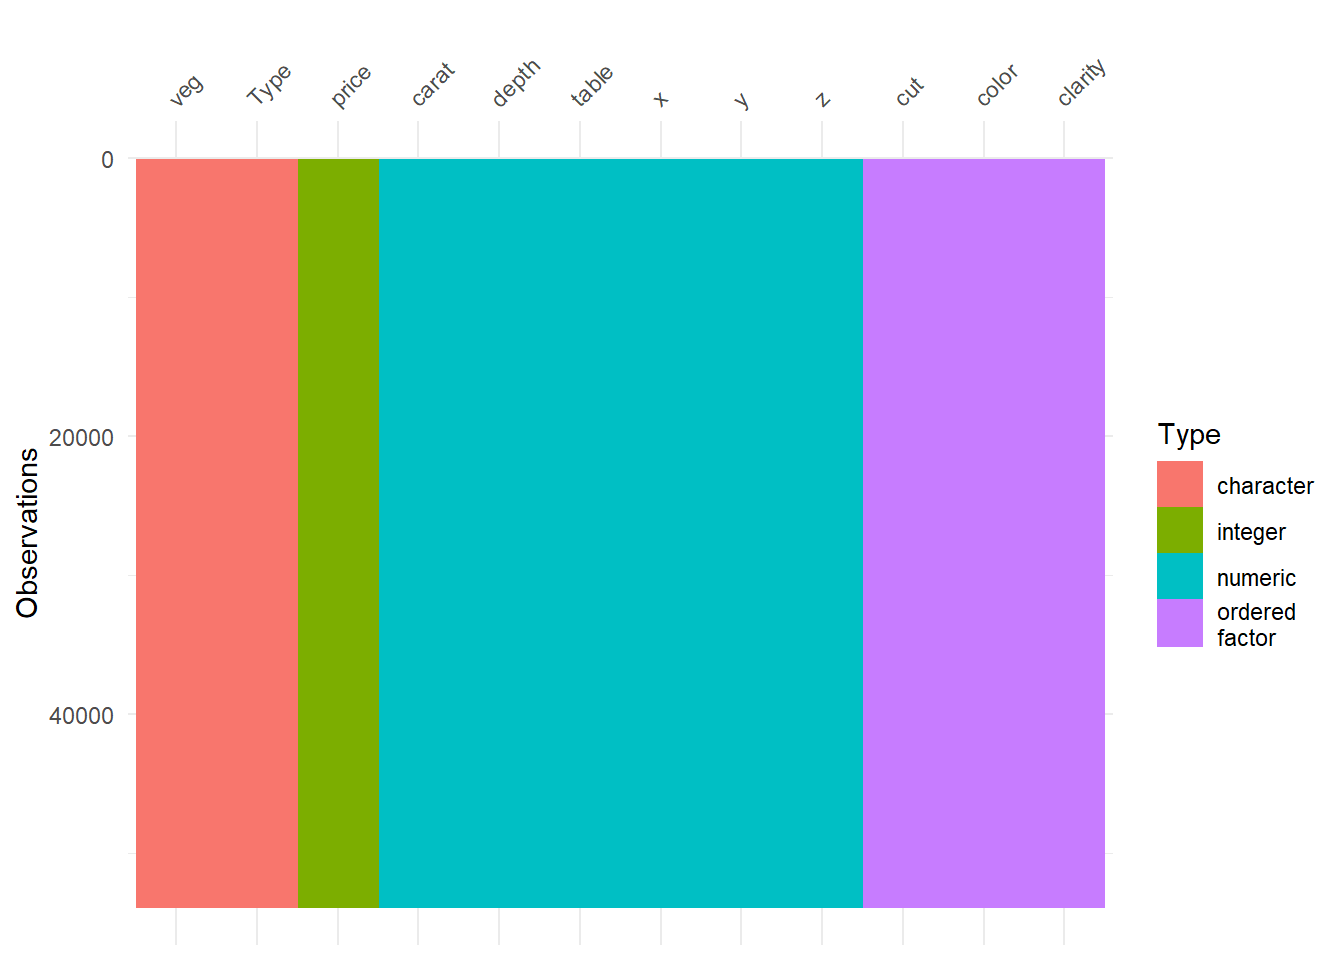 veg
Type
price
carat
depth
table
x
y
z
cut
color
clarity
0
20000
40000
Observations
Type
character
integer
numeric
ordered
factor